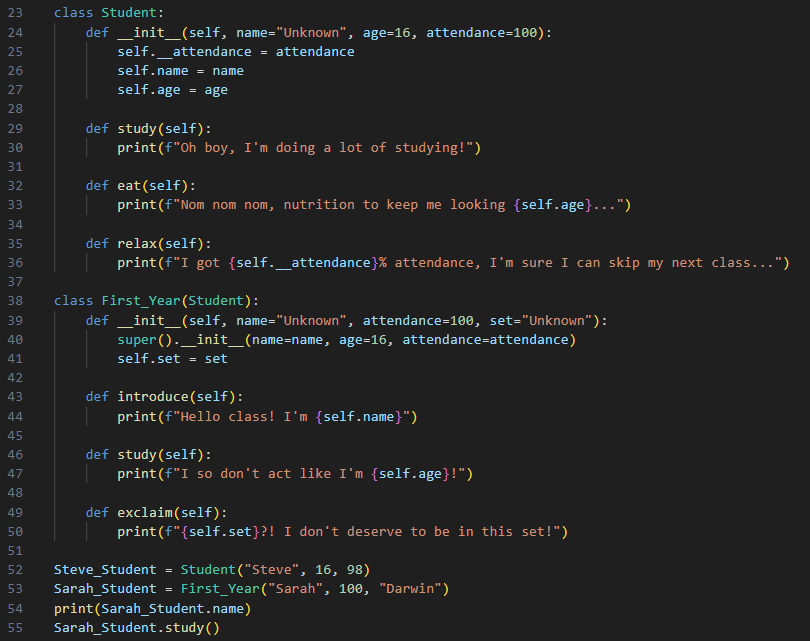 23 class Student:
24     def __init__(self, name="Unknown", age=16, attendance=100):
25         self.__attendance = attendance
26         self.name = name
27         self.age = age
28
29     def study(self):
30         print(f"Oh boy, I'm doing a lot of studying!")
31
32     def eat(self):
33         print(f"Nom nom nom, nutrition to keep me looking {self.age}...")
34
35     def relax(self):
36         print(f"I got {self.__attendance}% attendance, I'm sure I can skip my next class...")
37
38 class First_Year(Student):
39     def __init__(self, name="Unknown", attendance=100, set="Unknown"):
40         super().__init__(name=name, age=16, attendance=attendance)
41         self.set = set
42
43     def introduce(self):
44         print(f"Hello class! I'm {self.name}")
45
46     def study(self):
47         print(f"I so don't act like I'm {self.age}!")
48
49     def exclaim(self):
50         print(f"{self.set}?! I don't deserve to be in this set!")
51
52 Steve_Student = Student("Steve", 16, 98)
53 Sarah_Student = First_Year("Sarah", 100, "Darwin")
54 print(Sarah_Student.name)
55 Sarah_Student.study()